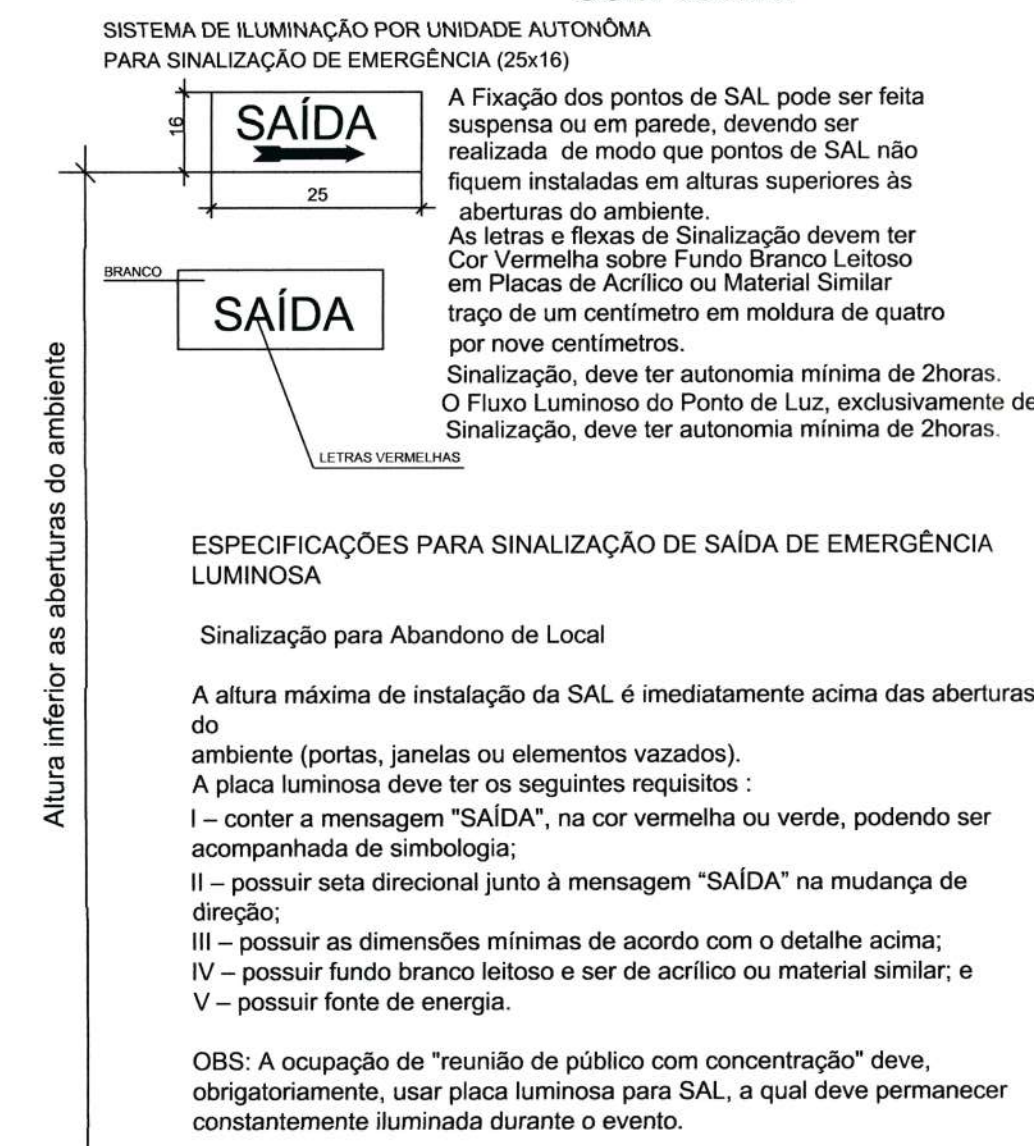 SISTEMA DE ILUMINAÇÃO POR UNIDADE AUTONÔMA
PARA SINALIZAÇÃO DE EMERGÊNCIA (25x16)
16
SAÍDA
25
A Fixação dos pontos de SAL pode ser feita
suspensa ou em parede, devendo ser
realizada de modo que pontos de SAL não
fiquem instaladas em alturas superiores às
aberturas do ambiente.
As letras e flexas de Sinalização devem ter
Cor Vermelha sobre Fundo Branco Leitoso
em Placas de Acrílico ou Material Similar
traço de um centímetro em moldura de quatro
por nove centímetros.
Sinalização, deve ter autonomia mínima de 2horas.
O Fluxo Luminoso do Ponto de Luz, exclusivamente de
Sinalização, deve ter autonomia mínima de 2horas.
BRANCO
SAÍDA
LETRAS VERMELHAS
Altura inferior as aberturas do ambiente
ESPECIFICAÇÕES PARA SINALIZAÇÃO DE SAÍDA DE EMERGÊNCIA
LUMINOSA
Sinalização para Abandono de Local
A altura máxima de instalação da SAL é imediatamente acima das aberturas
do
ambiente (portas, janelas ou elementos vazados).
A placa luminosa deve ter os seguintes requisitos :
I – conter a mensagem "SAÍDA", na cor vermelha ou verde, podendo ser
acompanhada de simbologia;
II – possuir seta direcional junto à mensagem “SAÍDA” na mudança de
direção;
III – possuir as dimensões mínimas de acordo com o detalhe acima;
IV – possuir fundo branco leitoso e ser de acrílico ou material similar; e
V – possuir fonte de energia.
OBS: A ocupação de "reunião de público com concentração" deve,
obrigatoriamente, usar placa luminosa para SAL, a qual deve permanecer
constantemente iluminada durante o evento.